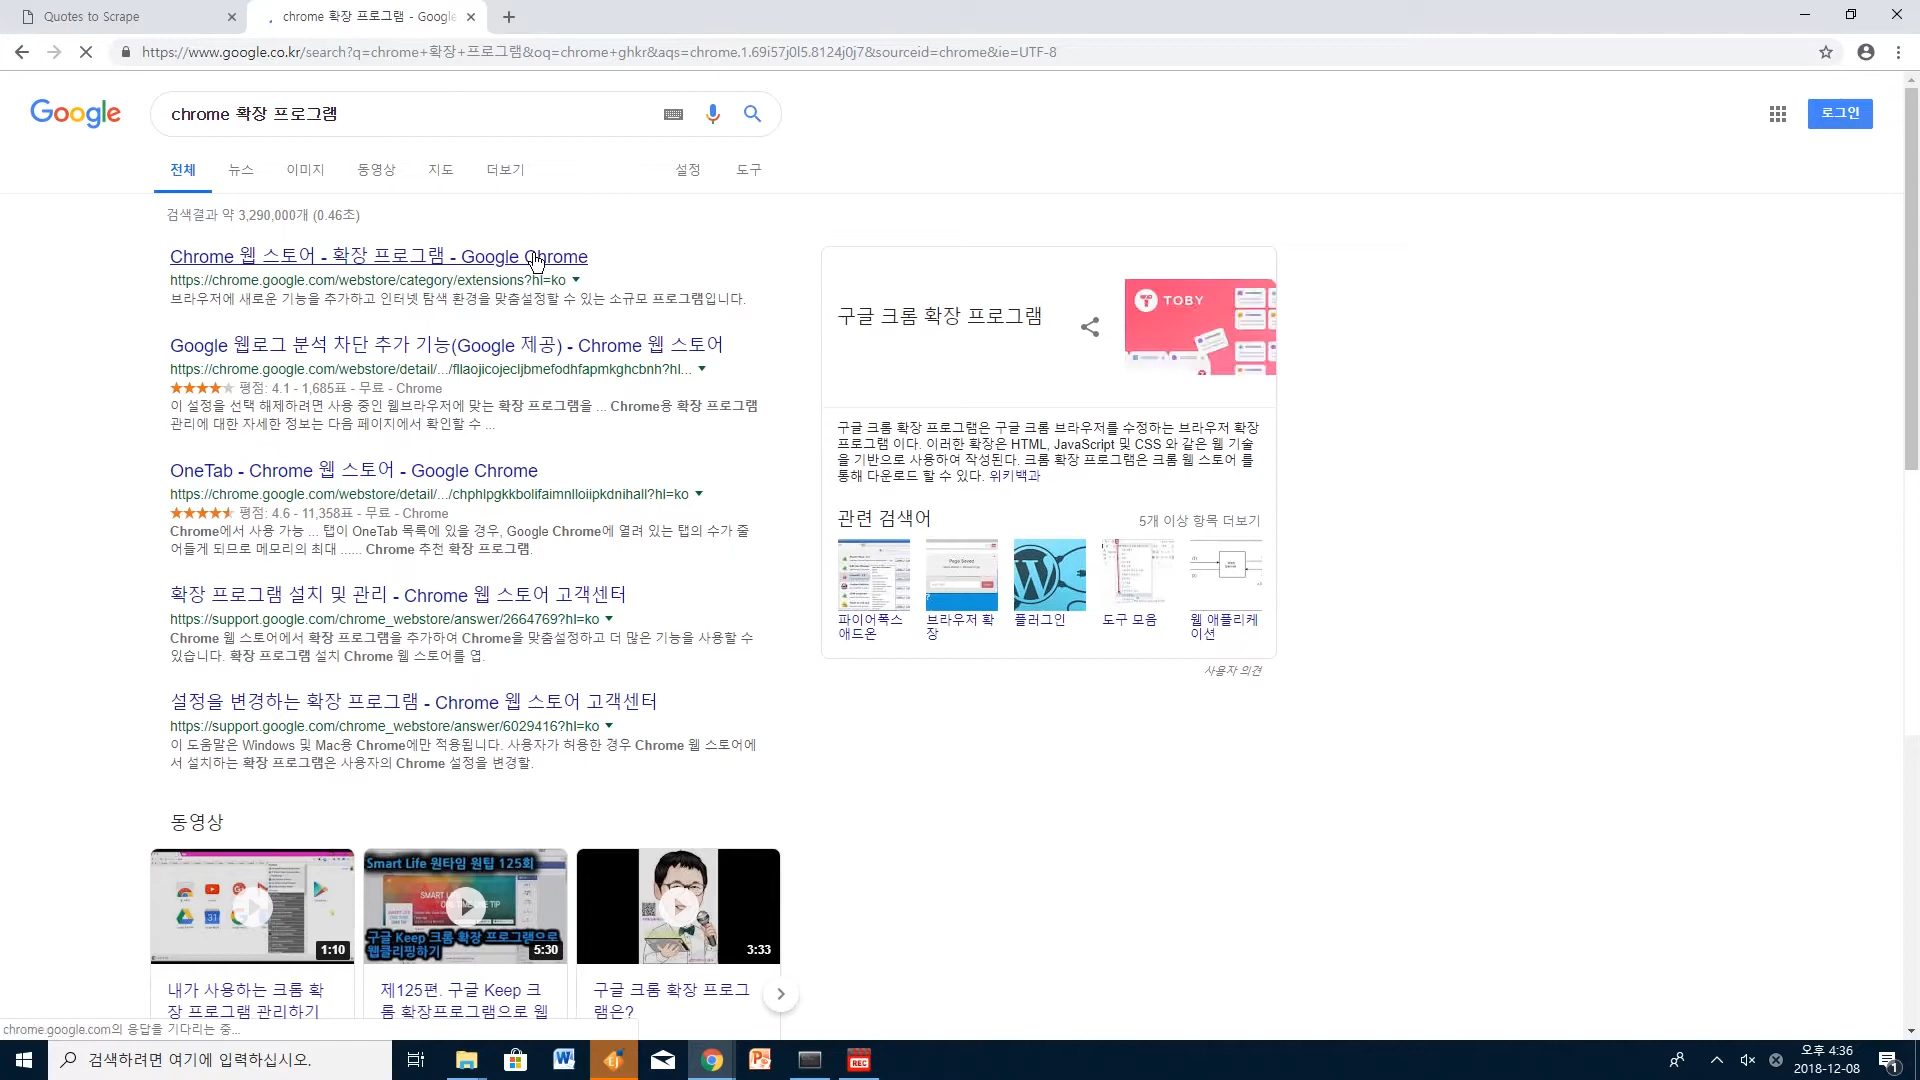 Quotes to Scrape
chrome 확장 프로그램 - Google
https://www.google.co.kr/search?q=chrome+확장+프로그램&oq=chrome+ghkr&aqs=chrome.1.69i57j0l5.8124j0j7&sourceid=chrome&ie=UTF-8
Google
chrome 확장 프로그램
로그인
전체 뉴스 이미지 동영상 지도 더보기 설정 도구
검색결과 약 3,290,000개 (0.46초)
Chrome 웹 스토어 - 확장 프로그램 - Google Chrome
https://chrome.google.com/webstore/category/extensions?hl=ko
브라우저에 새로운 기능을 추가하고 인터넷 탐색 환경을 맞춤설정할 수 있는 소규모 프로그램입니다.
Google 웹로그 분석 차단 추가 기능(Google 제공) - Chrome 웹 스토어
https://chrome.google.com/webstore/detail/.../fllaojicojecljbmefodhfapmkghcbnh?hl...
평점: 4.1 - 1,685표 - 무료 - Chrome
이 설정을 선택 해제하려면 사용 중인 웹브라우저에 맞는 확장 프로그램을 ... Chrome용 확장 프로그램
관리에 대한 자세한 정보는 다음 페이지에서 확인할 수 ...
OneTab - Chrome 웹 스토어 - Google Chrome
https://chrome.google.com/webstore/detail/.../chphlpgkkbolifaimnlloiipkdnihall?hl=ko
평점: 4.6 - 11,358표 - 무료 - Chrome
Chrome에서 사용 가능 ... 탭이 OneTab 목록에 있을 경우, Google Chrome에 열려 있는 탭의 수가 줄
어들게 되므로 메모리의 최대 ...... Chrome 추천 확장 프로그램.
확장 프로그램 설치 및 관리 - Chrome 웹 스토어 고객센터
https://support.google.com/chrome_webstore/answer/2664769?hl=ko
Chrome 웹 스토어에서 확장 프로그램을 추가하여 Chrome을 맞춤설정하고 더 많은 기능을 사용할 수
있습니다. 확장 프로그램 설치 Chrome 웹 스토어를 엽.
설정을 변경하는 확장 프로그램 - Chrome 웹 스토어 고객센터
https://support.google.com/chrome_webstore/answer/6029416?hl=ko
이 도움말은 Windows 및 Mac용 Chrome에만 적용됩니다. 사용자가 허용한 경우 Chrome 웹 스토어에
서 설치하는 확장 프로그램은 사용자의 Chrome 설정을 변경할.
동영상
Smart Life 원타임 원팁 125회
SMART LIFE
구글 Keep 크롬 확장 프로그램으로
웹클리핑하기
1:10
5:30
3:33
내가 사용하는 크롬 확
장 프로그램 관리하기
제125편. 구글 Keep 크
롬 확장프로그램으로 웹
구글 크롬 확장 프로그
램은?
구글 크롬 확장 프로그램
TOBY
구글 크롬 확장 프로그램은 구글 크롬 브라우저를 수정하는 브라우저 확장
프로그램 이다. 이러한 확장은 HTML, JavaScript 및 CSS 와 같은 웹 기술
을 기반으로 사용하여 작성된다. 크롬 확장 프로그램은 크롬 웹 스토어 를
통해 다운로드 할 수 있다. 위키백과
관련 검색어
5개 이상 항목 더보기
Page Saved
파이어폭스
애드온
브라우저 확
장
플러그인
도구 모음
웹 애플리케
이션
사용자 의견
chrome.google.com의 응답을 기다리는 중...
검색하려면 여기에 입력하십시오.
REC
오후 4:36
2018-12-08
1